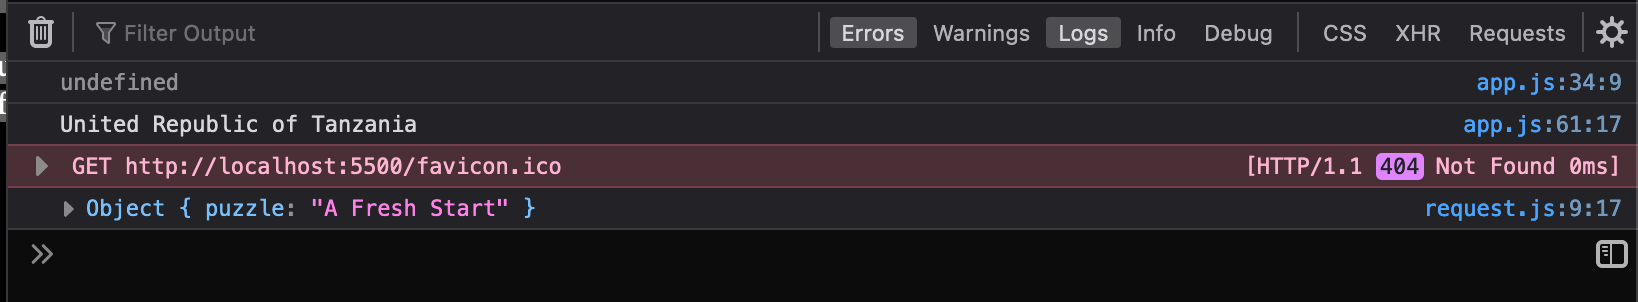 Filter Output Errors Warnings Logs Info Debug CSS XHR Requests
undefined app.js:34:9
United Republic of Tanzania app.js:61:17
GET http://localhost:5500/favicon.ico [HTTP/1.1 404 Not Found 0ms]
Object { puzzle: "A Fresh Start" } request.js:9:17